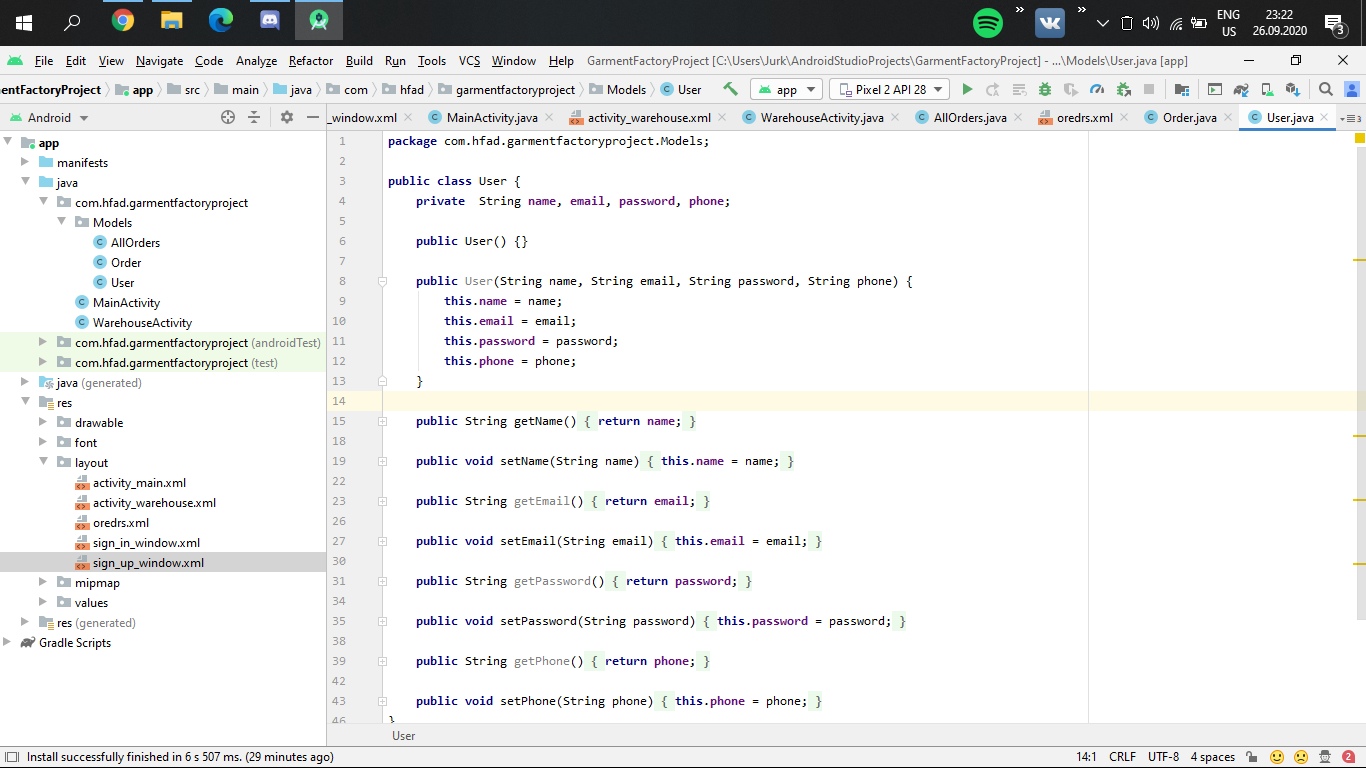 ENG
US
23:22
26.09.2020
3
File Edit View Navigate Code Analyze Refactor Build Run Tools VCS Window Help GarmentFactoryProject [C:\Users\Jurk\AndroidStudioProjects\GarmentFactoryProject] - ...\Models\User.java [app]
entFactoryProject app src main java com hfad garmentfactoryproject Models User app Pixel 2 API 28
Android
_window.xml MainActivity.java activity_warehouse.xml WarehouseActivity.java AllOrders.java oredrs.xml Order.java User.java 3
app
manifests
java
com.hfad.garmentfactoryproject
Models
AllOrders
Order
User
MainActivity
WarehouseActivity
com.hfad.garmentfactoryproject (androidTest)
com.hfad.garmentfactoryproject (test)
java (generated)
res
drawable
font
layout
activity_main.xml
activity_warehouse.xml
oredrs.xml
sign_in_window.xml
sign_up_window.xml
mipmap
values
res (generated)
Gradle Scripts
1 package com.hfad.garmentfactoryproject.Models;
2
3 public class User {
4 private  String name, email, password, phone;
5
6 public User() {}
7
8 public User(String name, String email, String password, String phone) {
9 this.name = name;
10 this.email = email;
11 this.password = password;
12 this.phone = phone;
13 }
14
15 public String getName() { return name; }
18
19 public void setName(String name) { this.name = name; }
22
23 public String getEmail() { return email; }
26
27 public void setEmail(String email) { this.email = email; }
30
31 public String getPassword() { return password; }
34
35 public void setPassword(String password) { this.password = password; }
38
39 public String getPhone() { return phone; }
42
43 public void setPhone(String phone) { this.phone = phone; }
46 }
User
Install successfully finished in 6 s 507 ms. (29 minutes ago) 14:1 CRLF UTF-8 4 spaces 2